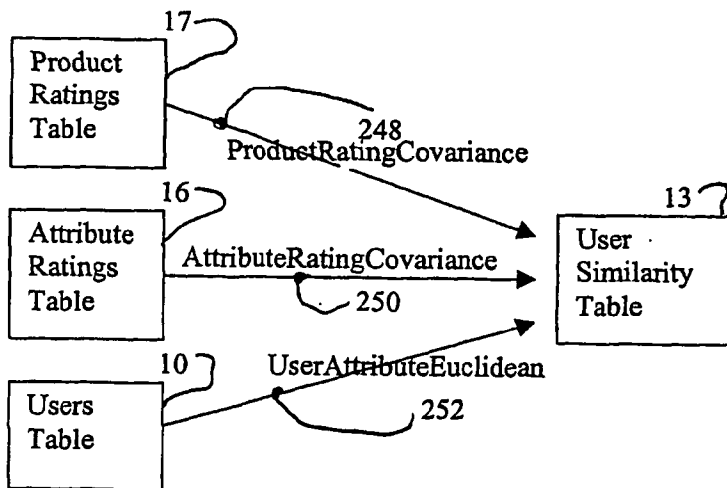 17
Product
Ratings
Table
248
ProductRatingCovariance
16
Attribute
Ratings
Table
AttributeRatingCovariance
250
13
User
Similarity
Table
10
Users
Table
UserAttributeEuclidean
252